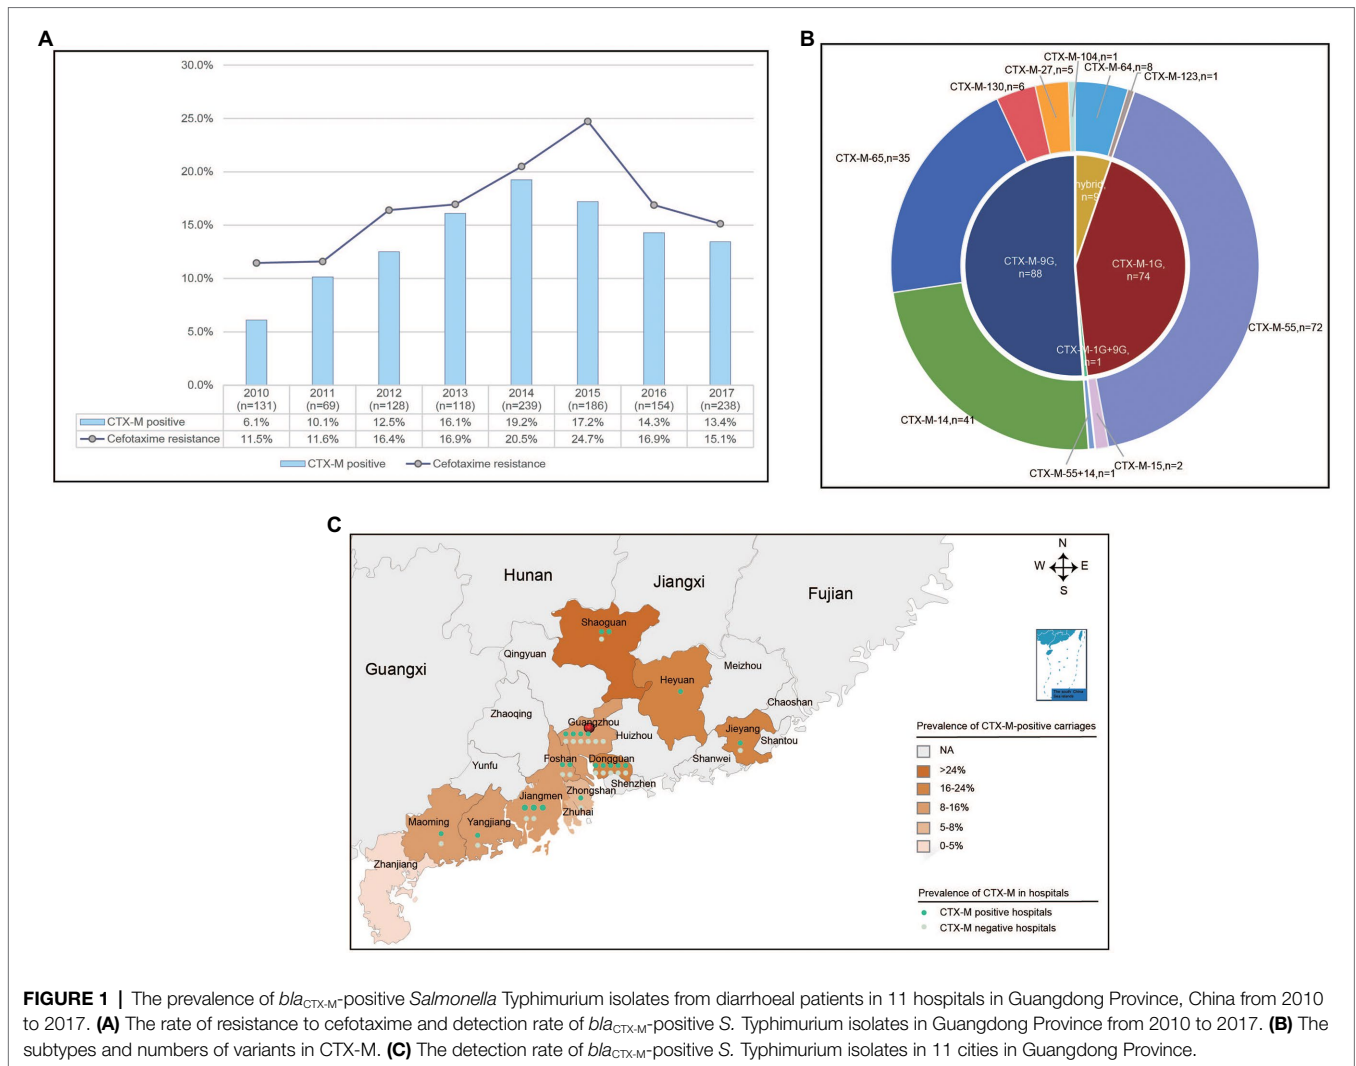 A
30.0%
25.0%
20.0%
15.0%
10.0%
5.0%
0.0%
2010 2011 2012 2013 2014 2015 2016 2017
(n=131) (n=69) (n=128) (n=118) (n=239) (n=186) (n=154) (n=238)
CTX-M positive 6.1% 10.1% 12.5% 16.1% 19.2% 17.2% 14.3% 13.4%
Cefotaxime resistance 11.5% 11.6% 16.4% 16.9% 20.5% 24.7% 16.9% 15.1%
CTX-M positive Cefotaxime resistance
B
CTX-M-104,n=1
CTX-M-27,n=5
CTX-M-64,n=8
CTX-M-123,n=1
CTX-M-130,n=6
CTX-M-65,n=35
hybrid,
n=9
CTX-M-9G,
n=88
CTX-M-1G,
n=74
CTX-M-55,n=72
CTX-M-1G+9G,
n=1
CTX-M-14,n=41
CTX-M-15,n=2
CTX-M-55+14,n=1
C
N
W E
S
Hunan
Jiangxi
Fujian
Guangxi
Shaoguan
Qingyuan
Meizhou
Heyuan
Chaoshan
Zhaoqing
Guangzhou
Huizhou
Jieyang
Shantou
Shanwei
Yunfu
Foshan
Dongguan
Shenzhen
Zhongshan
Jiangmen
Zhuhai
Maoming
Yangjiang
Zhanjiang
The south China
Sea islands
Prevalence of CTX-M-positive carriages
NA
>24%
16-24%
8-16%
5-8%
0-5%
Prevalence of CTX-M in hospitals
CTX-M positive hospitals
CTX-M negative hospitals
FIGURE 1 | The prevalence of blaCTX-M-positive Salmonella Typhimurium isolates from diarrhoeal patients in 11 hospitals in Guangdong Province, China from 2010
to 2017. (A) The rate of resistance to cefotaxime and detection rate of blaCTX-M-positive S. Typhimurium isolates in Guangdong Province from 2010 to 2017. (B) The
subtypes and numbers of variants in CTX-M. (C) The detection rate of blaCTX-M-positive S. Typhimurium isolates in 11 cities in Guangdong Province.